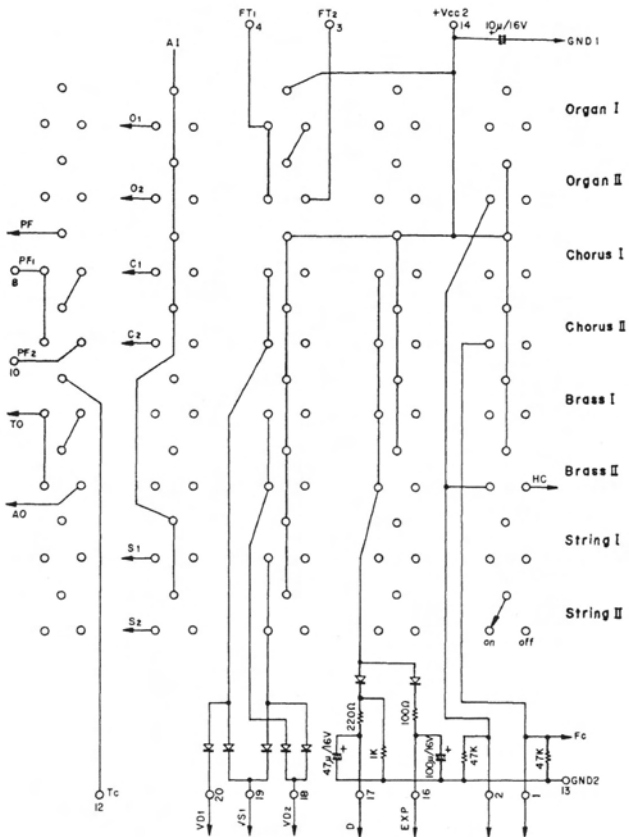 FT1
FT2
+Vcc2
10μ/16V
4
3
14
GND1
AI
O1
Organ I
O2
Organ II
PF
PF1
C1
Chorus I
8
C2
Chorus II
PF2
10
TO
Brass I
Brass II
HC
AO
S1
String I
String II
S2
on
off
220Ω
100Ω
47μ/16V
+
1K
100μ/16V
+
47K
47K
Fc
GND2
13
Tc
12
20
19
18
17
16
2
1
VD1
VS1
VD2
D
EXP